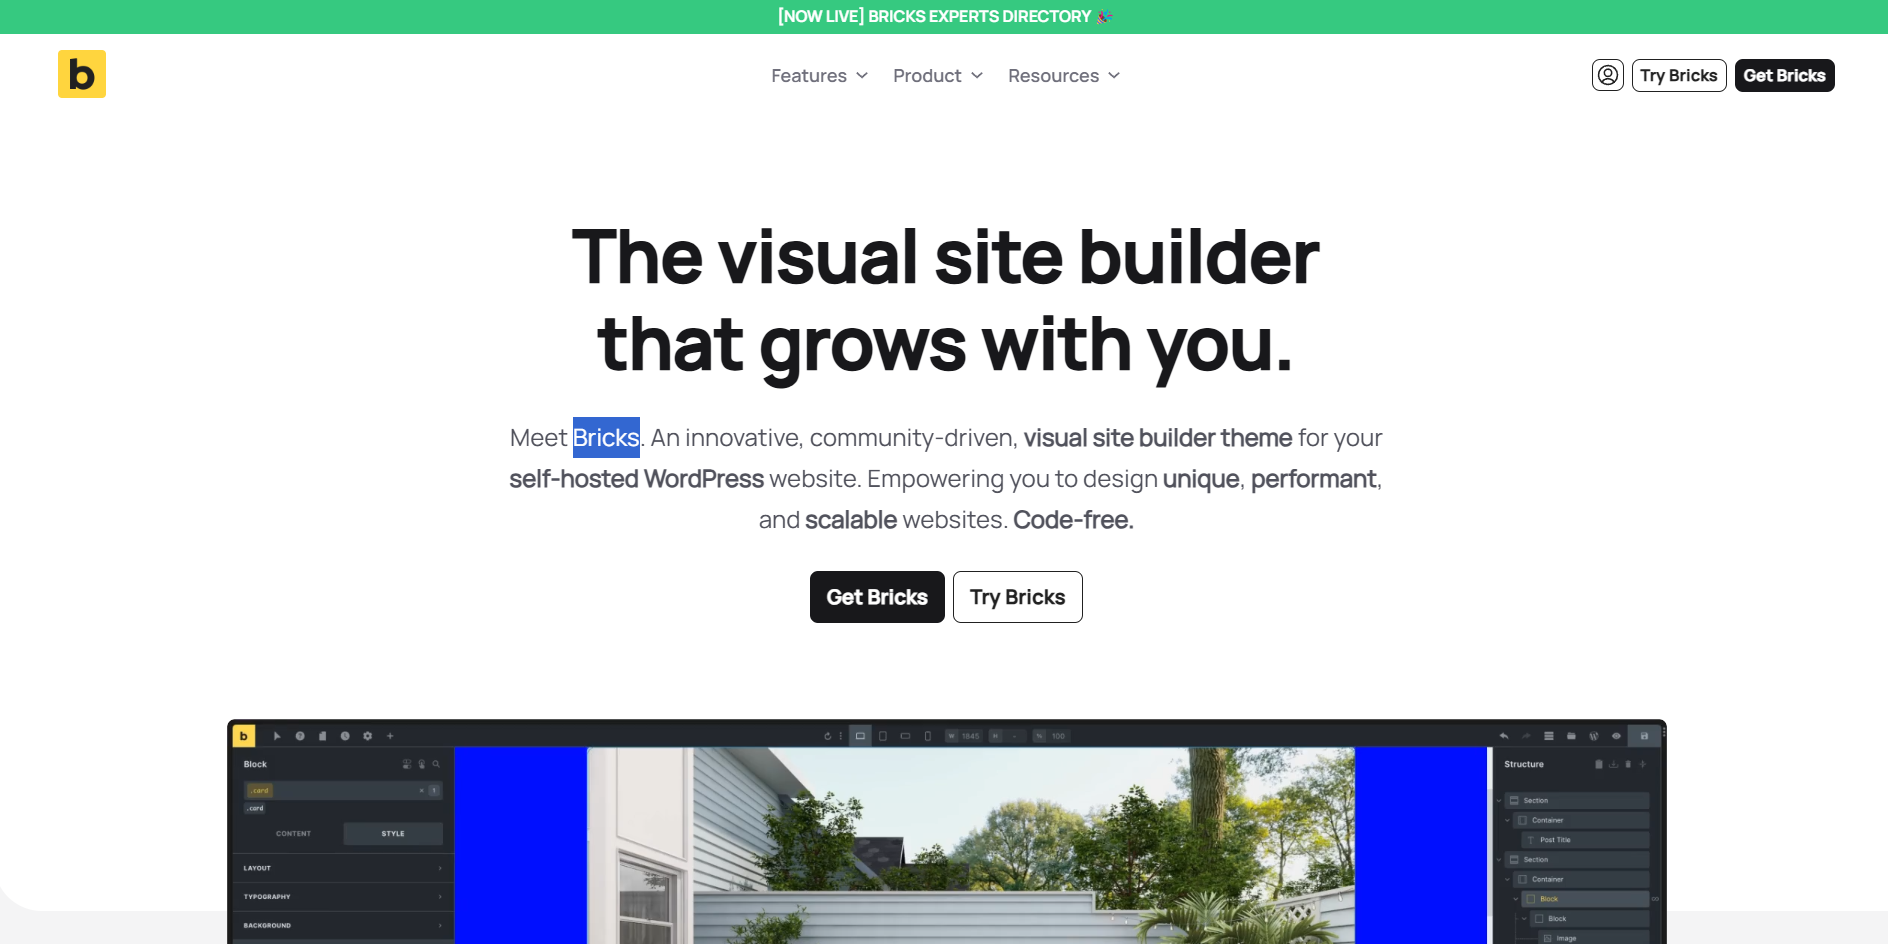 [NOW LIVE] BRICKS EXPERTS DIRECTORY 🎉
b
Features
Product
Resources
Try Bricks
Get Bricks
The visual site builder
that grows with you.
Meet Bricks. An innovative, community-driven, visual site builder theme for your
self-hosted WordPress website. Empowering you to design unique, performant,
and scalable websites. Code-free.
Get Bricks
Try Bricks
b
W 1845 H - % 100
Block
.card
1
.card
CONTENT
STYLE
LAYOUT
TYPOGRAPHY
BACKGROUND
Structure
Section
Container
Post Title
Section
Container
Block
Block
Image